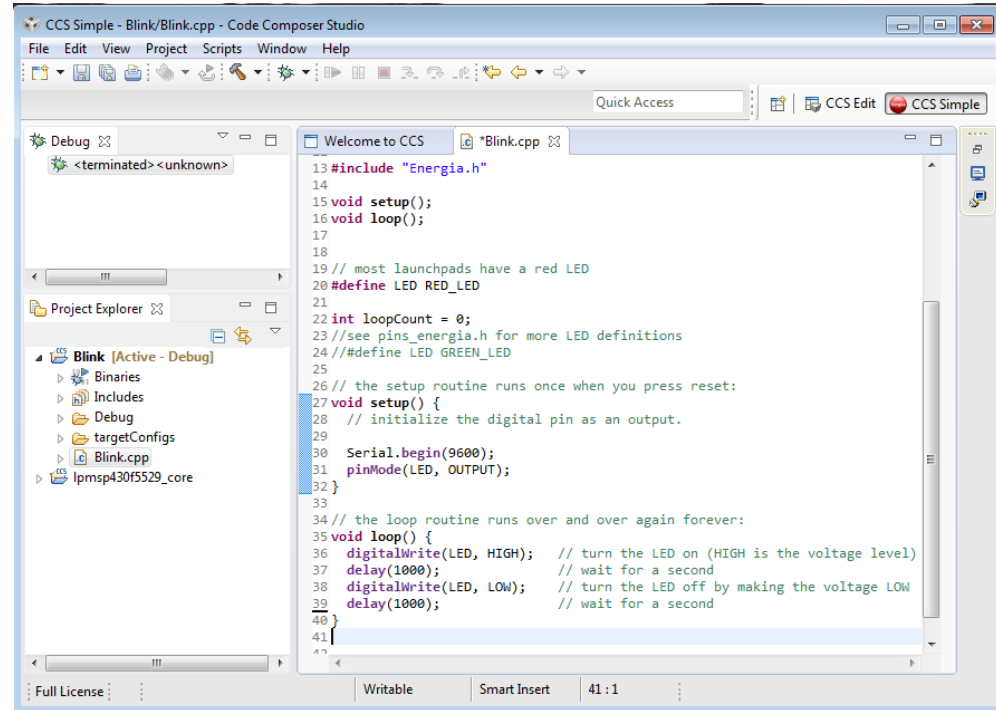 CCS Simple - Blink/Blink.cpp - Code Composer Studio
File Edit View Project Scripts Window Help
Quick Access
CCS Edit
CCS Simple
Debug
<terminated><unknown>
Project Explorer
Blink [Active - Debug]
Binaries
Includes
Debug
targetConfigs
Blink.cpp
lpmsp430f5529_core
Welcome to CCS
*Blink.cpp
13 #include "Energia.h"
14
15 void setup();
16 void loop();
17
18
19 // most launchpads have a red LED
20 #define LED RED_LED
21
22 int loopCount = 0;
23 //see pins_energia.h for more LED definitions
24 //#define LED GREEN_LED
25
26 // the setup routine runs once when you press reset:
27 void setup() {
28   // initialize the digital pin as an output.
29
30   Serial.begin(9600);
31   pinMode(LED, OUTPUT);
32 }
33
34 // the loop routine runs over and over again forever:
35 void loop() {
36   digitalWrite(LED, HIGH);   // turn the LED on (HIGH is the voltage level)
37   delay(1000);               // wait for a second
38   digitalWrite(LED, LOW);    // turn the LED off by making the voltage LOW
39   delay(1000);               // wait for a second
40 }
41
Full License
Writable
Smart Insert
41 : 1